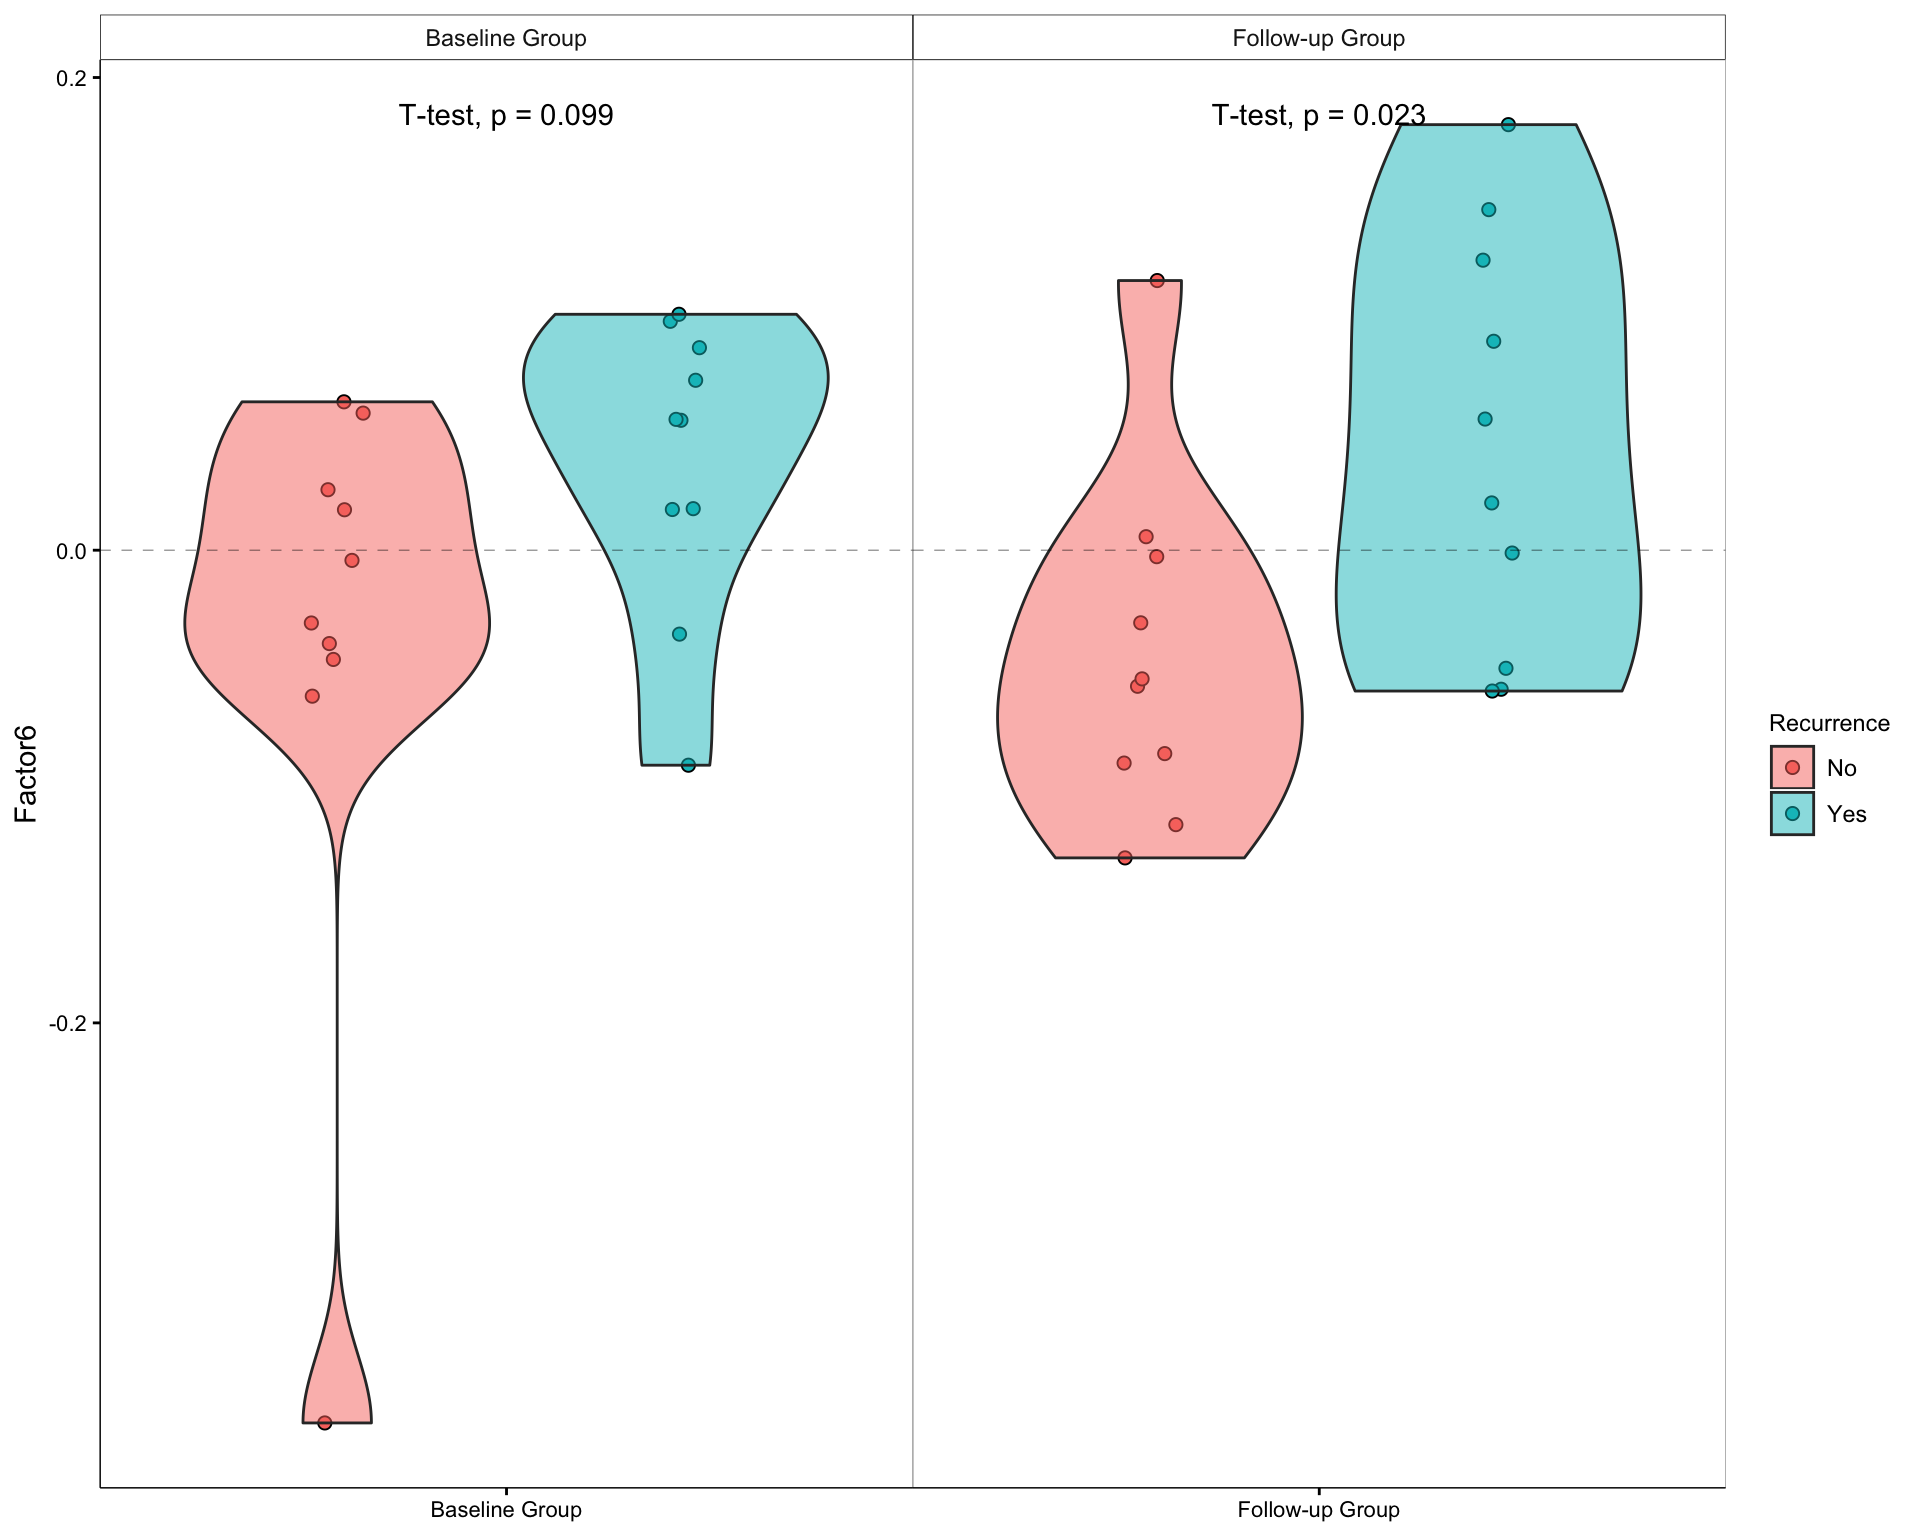 Baseline Group
Follow-up Group
T-test, p = 0.099
T-test, p = 0.023
0.2
0.0
-0.2
Factor6
Baseline Group
Follow-up Group
Recurrence
No
Yes